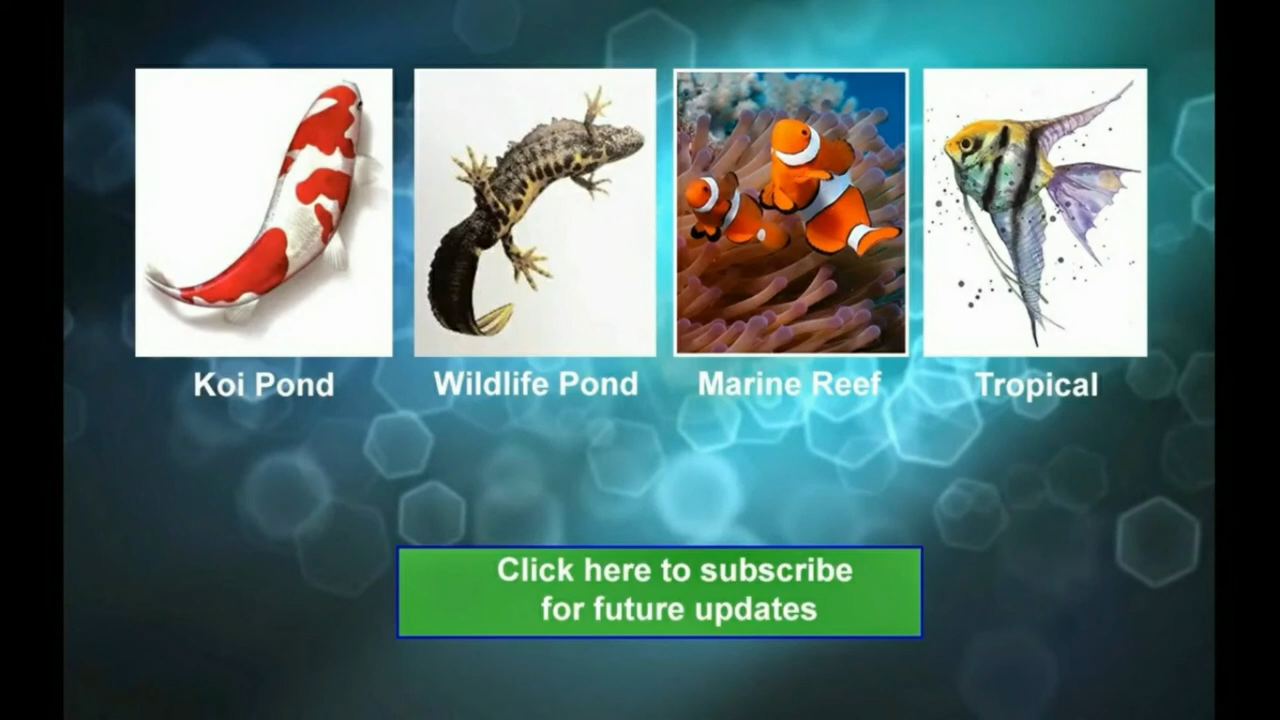 Koi Pond
Wildlife Pond
Marine Reef
Tropical
Click here to subscribe
for future updates